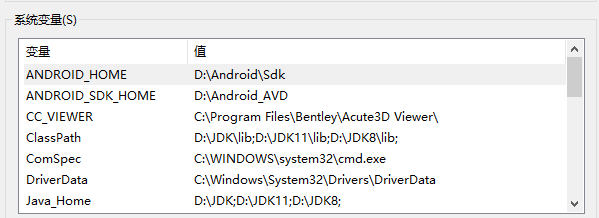 系统变量(S)
变量 值
ANDROID_HOME D:\Android\Sdk
ANDROID_SDK_HOME D:\Android_AVD
CC_VIEWER C:\Program Files\Bentley\Acute3D Viewer\
ClassPath D:\JDK\lib;D:\JDK11\lib;D:\JDK8\lib;
ComSpec C:\WINDOWS\system32\cmd.exe
DriverData C:\Windows\System32\Drivers\DriverData
Java_Home D:\JDK;D:\JDK11;D:\JDK8;